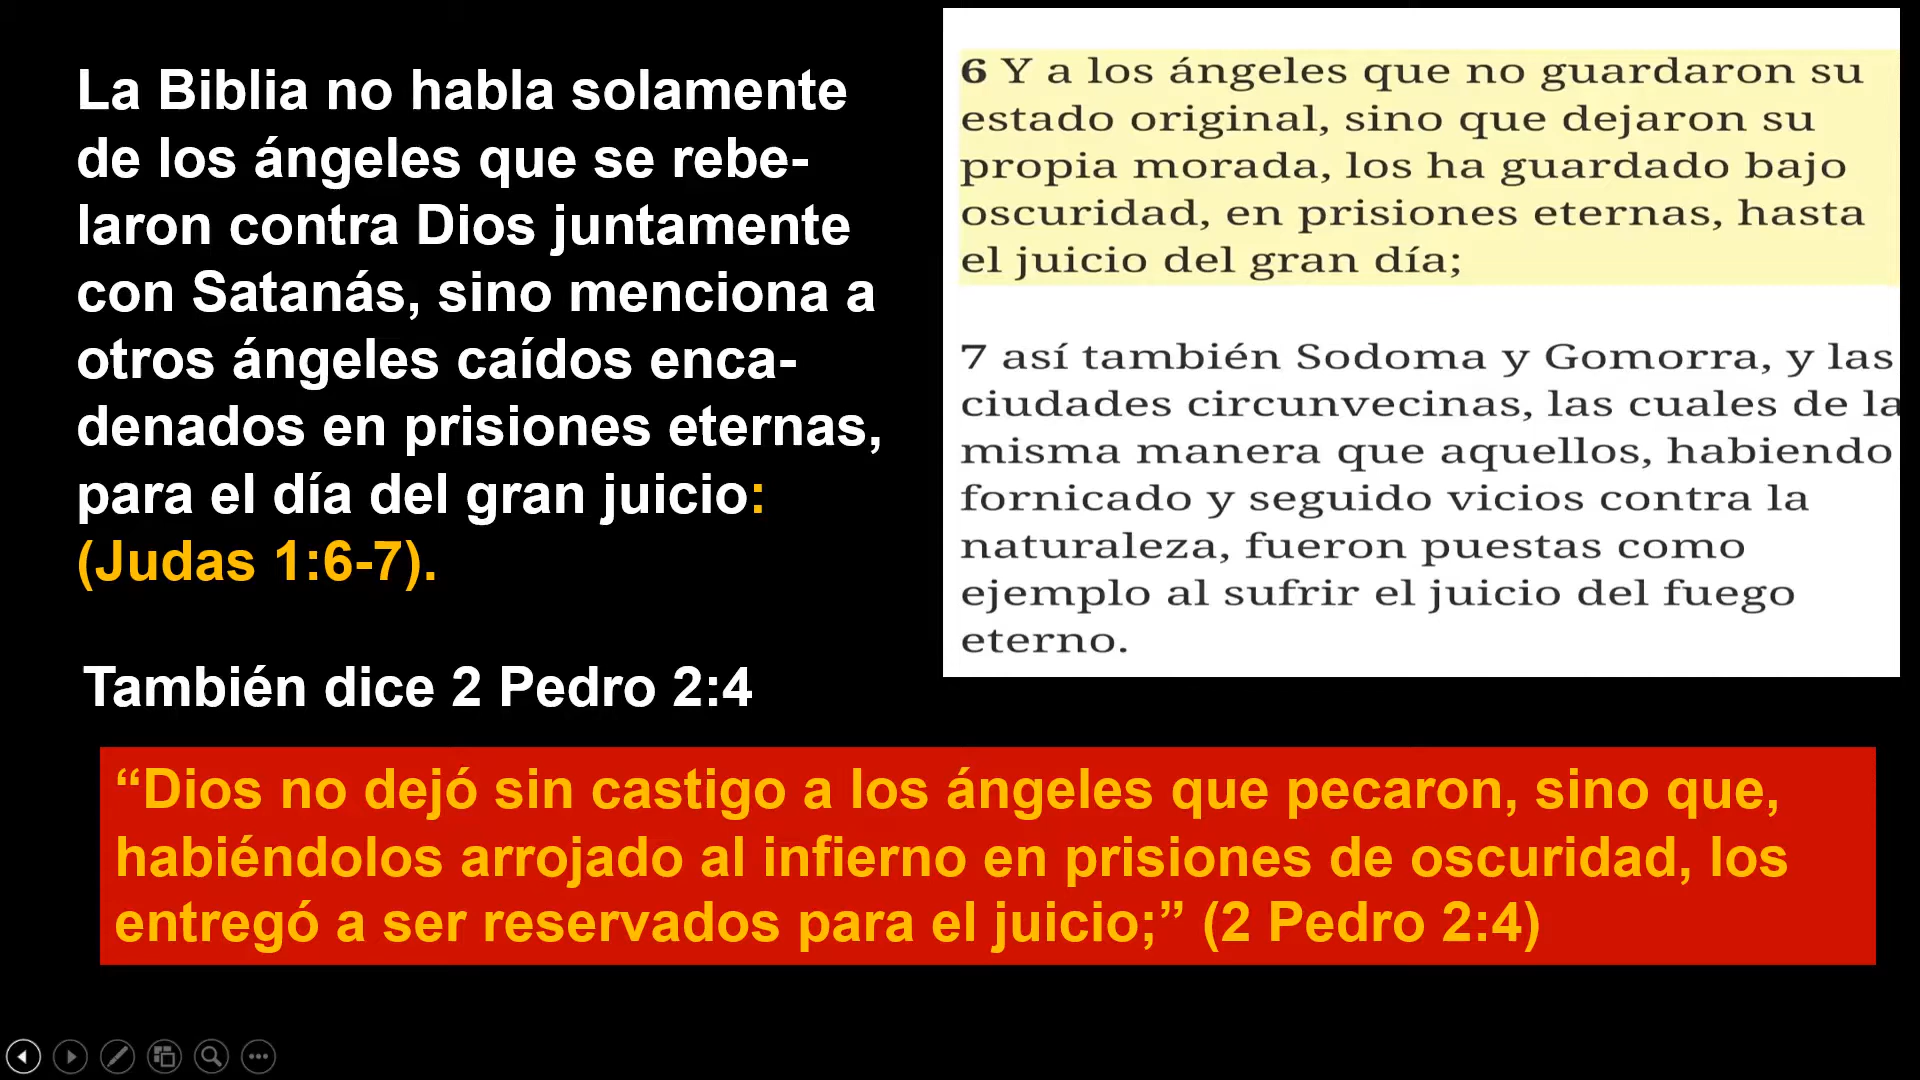 La Biblia no habla solamente
de los ángeles que se rebe-
laron contra Dios juntamente
con Satanás, sino menciona a
otros ángeles caídos enca-
denados en prisiones eternas,
para el día del gran juicio:
(Judas 1:6-7).
6 Y a los ángeles que no guardaron su
estado original, sino que dejaron su
propia morada, los ha guardado bajo
oscuridad, en prisiones eternas, hasta
el juicio del gran día;
7 así también Sodoma y Gomorra, y las
ciudades circunvecinas, las cuales de la
misma manera que aquellos, habiendo
fornicado y seguido vicios contra la
naturaleza, fueron puestas como
ejemplo al sufrir el juicio del fuego
eterno.
También dice 2 Pedro 2:4
“Dios no dejó sin castigo a los ángeles que pecaron, sino que,
habiéndolos arrojado al infierno en prisiones de oscuridad, los
entregó a ser reservados para el juicio;” (2 Pedro 2:4)